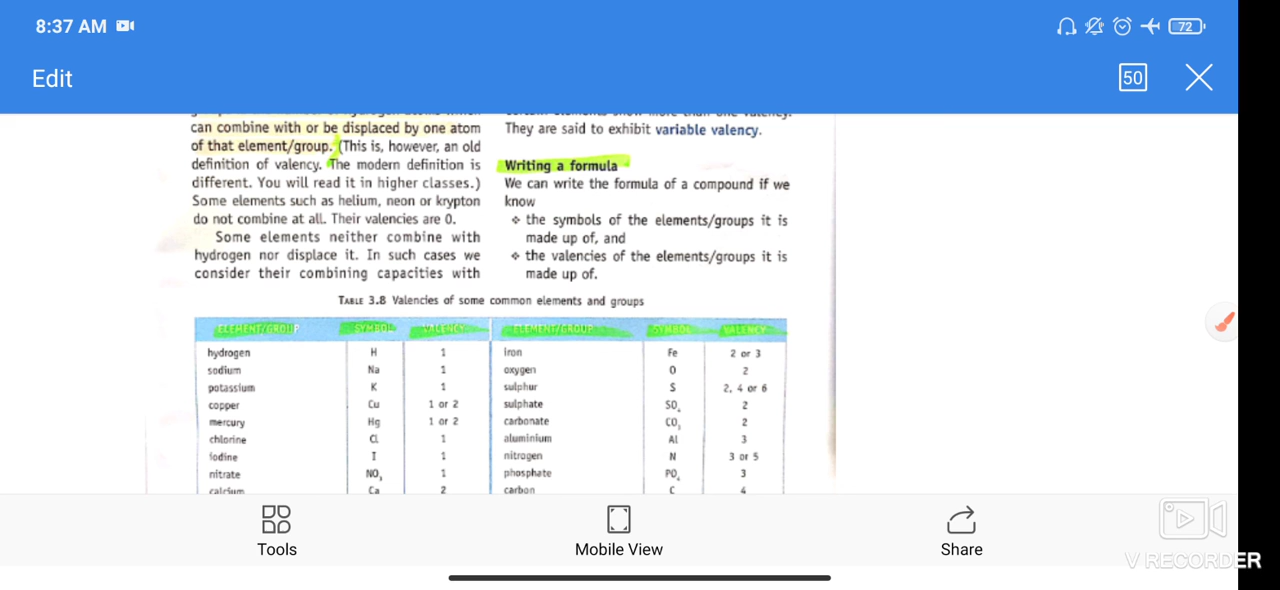 8:37 AM
72
Edit
50
can combine with or be displaced by one atom
of that element/group. (This is, however, an old
definition of valency. The modern definition is
different. You will read it in higher classes.)
Some elements such as helium, neon or krypton
do not combine at all. Their valencies are 0.
Some elements neither combine with
hydrogen nor displace it. In such cases we
consider their combining capacities with
They are said to exhibit variable valency.
Writing a formula
We can write the formula of a compound if we
know
❖ the symbols of the elements/groups it is
made up of, and
❖ the valencies of the elements/groups it is
made up of.
TABLE 3.8 Valencies of some common elements and groups
ELEMENT/GROUP SYMBOL VALENCY ELEMENT/GROUP SYMBOL VALENCY
hydrogen H 1 iron Fe 2 or 3
sodium Na 1 oxygen O 2
potassium K 1 sulphur S 2, 4 or 6
copper Cu 1 or 2 sulphate SO₄ 2
mercury Hg 1 or 2 carbonate CO₃ 2
chlorine Cl 1 aluminium Al 3
iodine I 1 nitrogen N 3 or 5
nitrate NO₃ 1 phosphate PO₄ 3
calcium Ca 2 carbon C 4
Tools
Mobile View
Share
V RECORDER